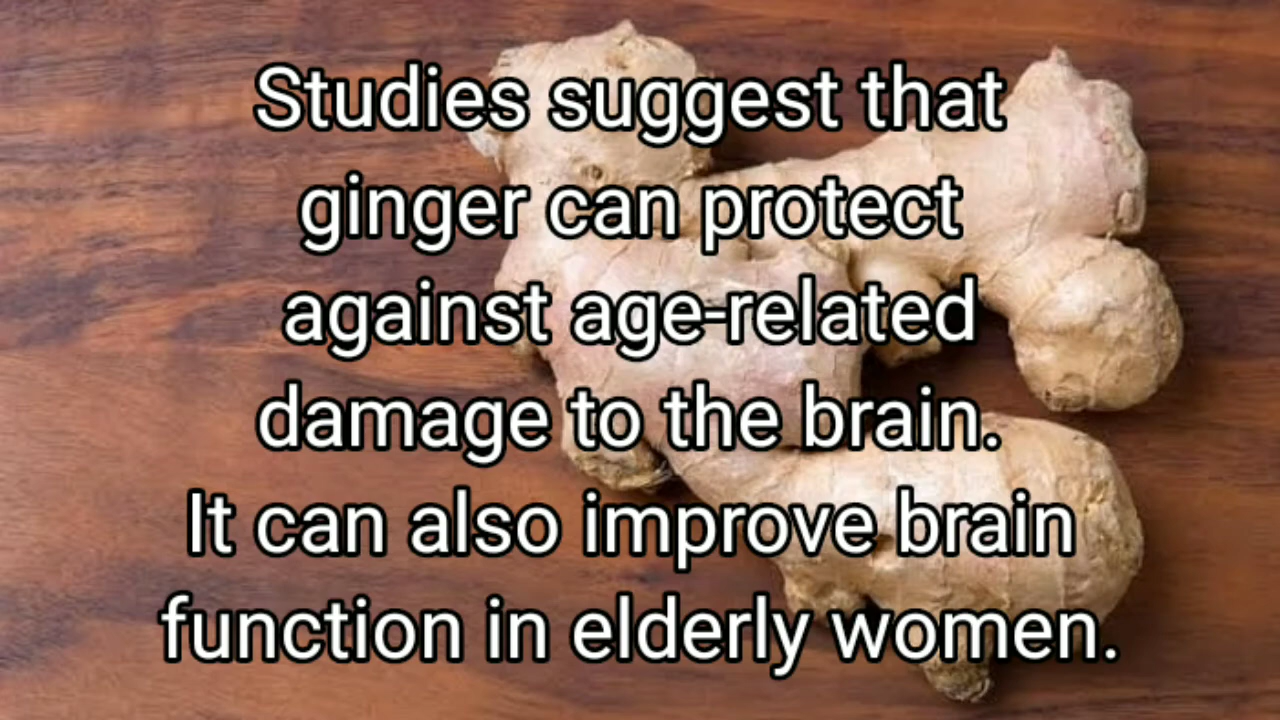 Studies suggest that
ginger can protect
against age-related
damage to the brain.
It can also improve brain
function in elderly women.